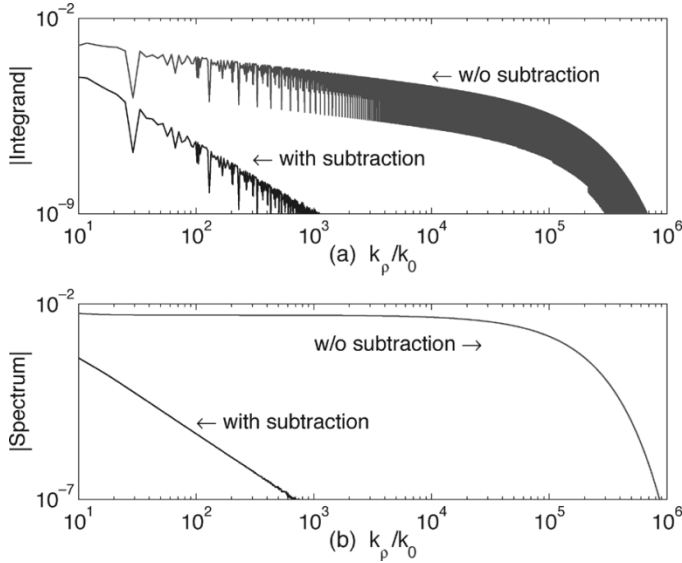 10^-2
← w/o subtraction
|Integrand|
← with subtraction
10^-9
10^1 10^2 10^3 10^4 10^5 10^6
(a) k_ρ/k_0
10^-2
w/o subtraction →
|Spectrum|
← with subtraction
10^-7
10^1 10^2 10^3 10^4 10^5 10^6
(b) k_ρ/k_0